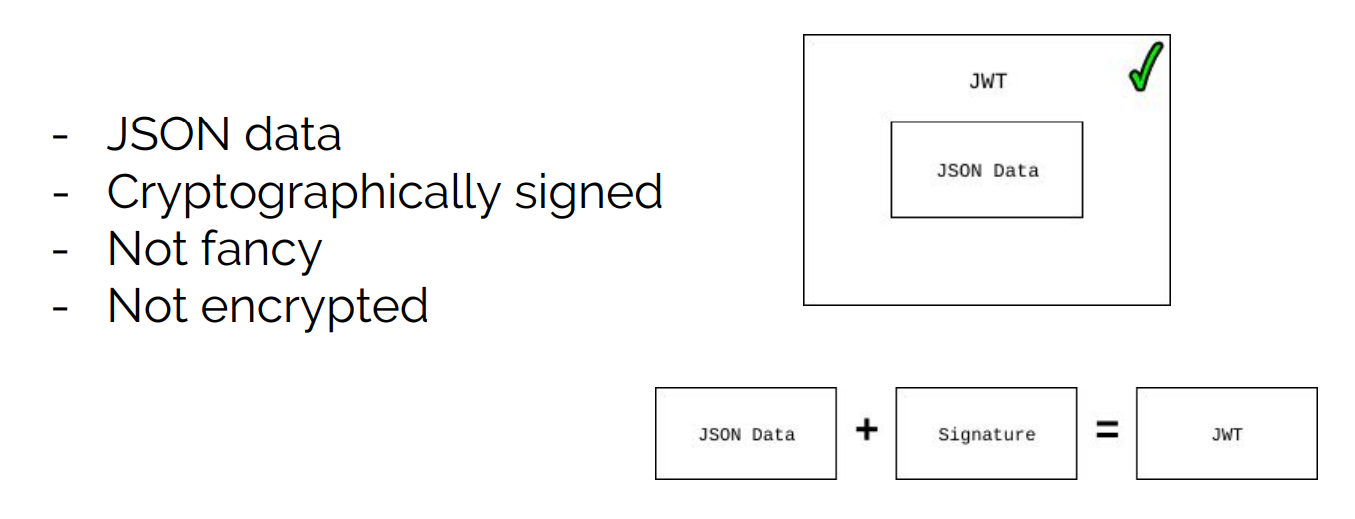 - JSON data
- Cryptographically signed
- Not fancy
- Not encrypted
JWT
JSON Data
JSON Data + Signature = JWT